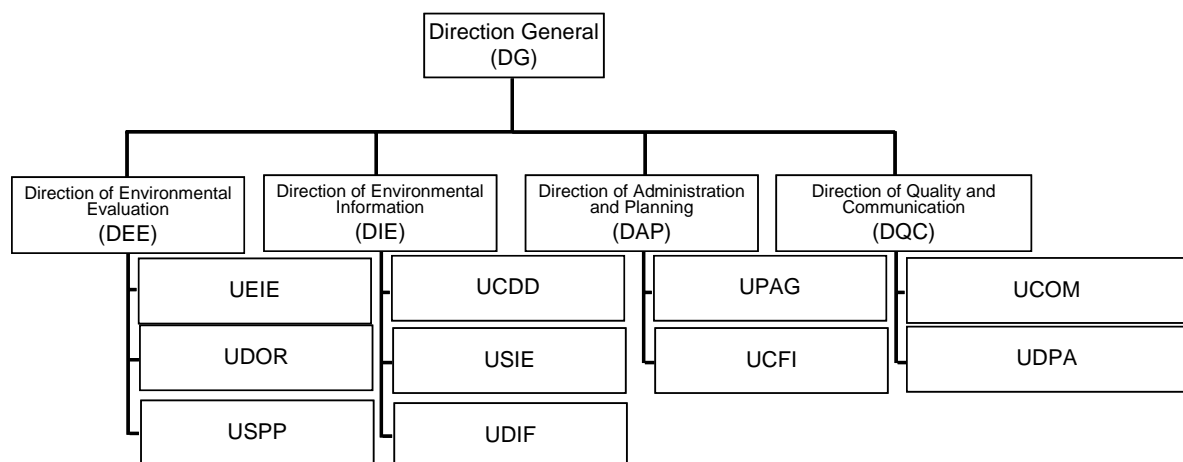 Direction General
(DG)
Direction of Environmental
Evaluation
(DEE)
Direction of Environmental
Information
(DIE)
Direction of Administration
and Planning
(DAP)
Direction of Quality and
Communication
(DQC)
UEIE
UCDD
UPAG
UCOM
UDOR
USIE
UCFI
UDPA
USPP
UDIF